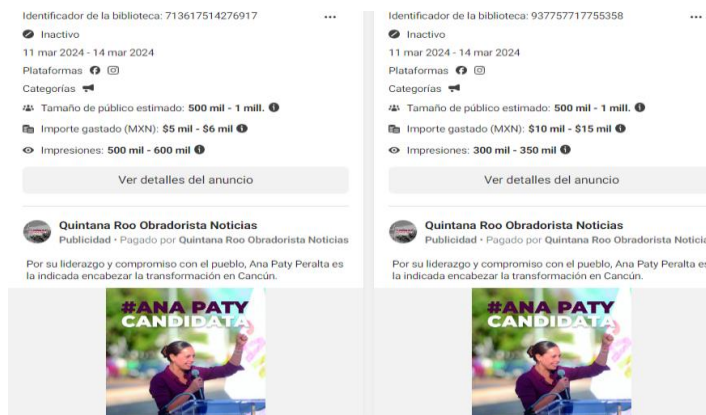 Identificador de la biblioteca: 713617514276917
Inactivo
11 mar 2024 - 14 mar 2024
Plataformas
Categorías
Tamaño de público estimado: 500 mil - 1 mill.
Importe gastado (MXN): $5 mil - $6 mil
Impresiones: 500 mil - 600 mil
Ver detalles del anuncio
Quintana Roo Obradorista Noticias
Publicidad • Pagado por Quintana Roo Obradorista Noticias
Por su liderazgo y compromiso con el pueblo, Ana Paty Peralta es
la indicada encabezar la transformación en Cancún.
#ANA PATY
CANDIDATA
Identificador de la biblioteca: 937757717755358
Inactivo
11 mar 2024 - 14 mar 2024
Plataformas
Categorías
Tamaño de público estimado: 500 mil - 1 mill.
Importe gastado (MXN): $10 mil - $15 mil
Impresiones: 300 mil - 350 mil
Ver detalles del anuncio
Quintana Roo Obradorista Noticias
Publicidad • Pagado por Quintana Roo Obradorista Noticia
Por su liderazgo y compromiso con el pueblo, Ana Paty Peralta es
la indicada encabezar la transformación en Cancún.
#ANA PATY
CANDIDATA